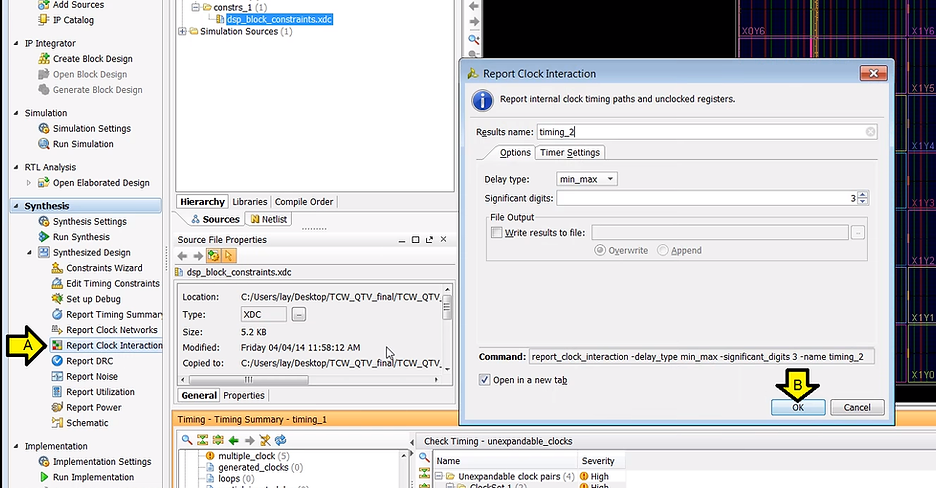 Add Sources
IP Catalog
IP Integrator
Create Block Design
Open Block Design
Generate Block Design
Simulation
Simulation Settings
Run Simulation
RTL Analysis
Open Elaborated Design
Synthesis
Synthesis Settings
Run Synthesis
Synthesized Design
Constraints Wizard
Edit Timing Constraints
Set up Debug
Report Timing Summary
Report Clock Networks
A
Report Clock Interaction
Report DRC
Report Noise
Report Utilization
Report Power
Schematic
Implementation
Implementation Settings
Run Implementation
constrs_1 (1)
dsp_block_constraints.xdc
Simulation Sources (1)
Hierarchy Libraries Compile Order
Sources Netlist
Source File Properties
dsp_block_constraints.xdc
Location: C:/Users/lay/Desktop/TCW_QTV_final/TCW_QTV_
Type: XDC ...
Size: 5.2 KB
Modified: Friday 04/04/14 11:58:12 AM
Copied to: C:/Users/lay/Desktop/TCW_QTV_final/TCW_QTV_
General Properties
Timing - Timing Summary - timing_1
multiple_clock (0)
generated_clocks (0)
loops (0)
Check Timing - unexpandable_clocks
Name Severity
Unexpandable clock pairs (4) High
ClockSet 1 (2) High
X0Y6
X1Y6
X1Y5
X1Y2
X1Y1
X1Y0
Report Clock Interaction
Report internal clock timing paths and unclocked registers.
Results name: timing_2
Options Timer Settings
Delay type: min_max
Significant digits: 3
File Output
Write results to file: ...
Overwrite Append
Command: report_clock_interaction -delay_type min_max -significant_digits 3 -name timing_2
Open in a new tab
B
OK Cancel